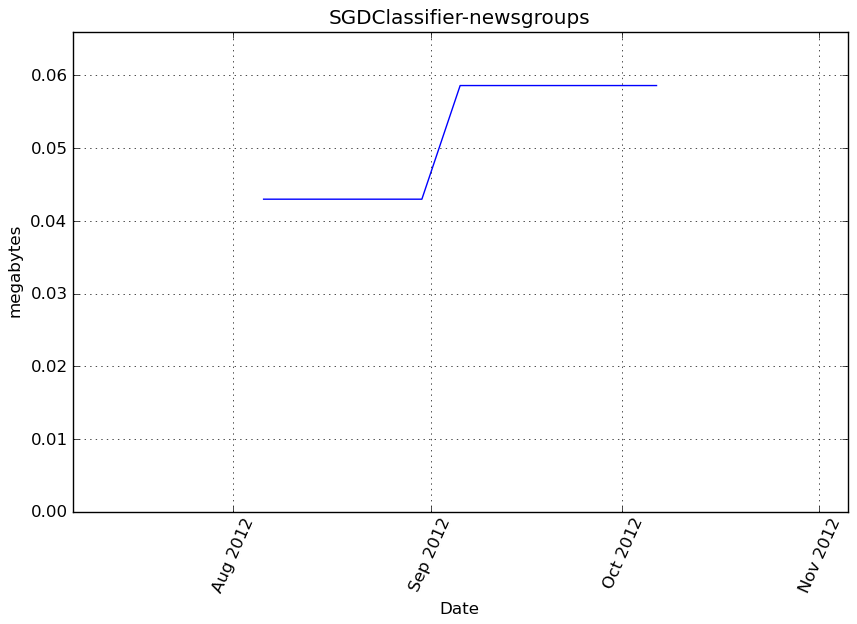 SGDClassifier-newsgroups
0.06
0.05
0.04
0.03
0.02
0.01
0.00
megabytes
Aug 2012
Sep 2012
Oct 2012
Nov 2012
Date